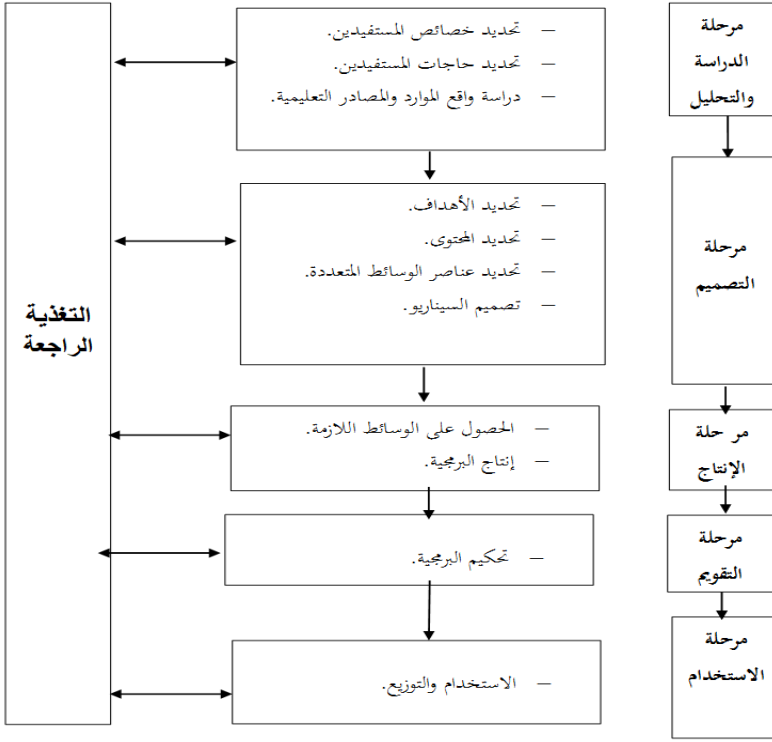 مرحلة
الدراسة
والتحليل
– تحديد خصائص المستفيدين.
– تحديد حاجات المستفيدين.
– دراسة واقع الموارد والمصادر التعليمية.
مرحلة
التصميم
– تحديد الأهداف.
– تحديد المحتوى.
– تحديد عناصر الوسائط المتعددة.
– تصميم السيناريو.
التغذية
الراجعة
مر حلة
الإنتاج
– الحصول على الوسائط اللازمة.
– إنتاج البرمجية.
مرحلة
التقويم
– تحكيم البرمجية.
مرحلة
الاستخدام
– الاستخدام والتوزيع.